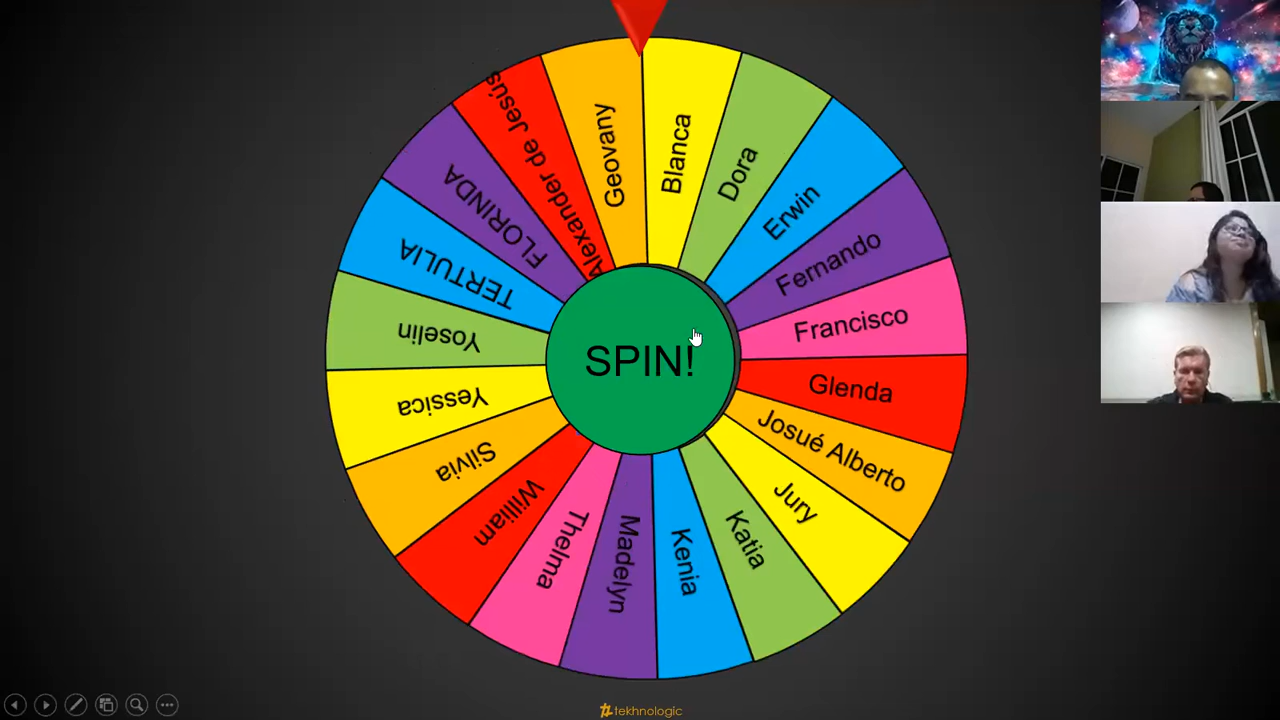 Blanca
Dora
Erwin
Fernando
Francisco
Glenda
Josué Alberto
Jury
Katia
Kenia
Madelyn
Thelma
William
Silvia
Yessica
Yoselin
TERTULIA
FLORINDA
Alexander de Jesús
Geovany
SPIN!
tekhnologic